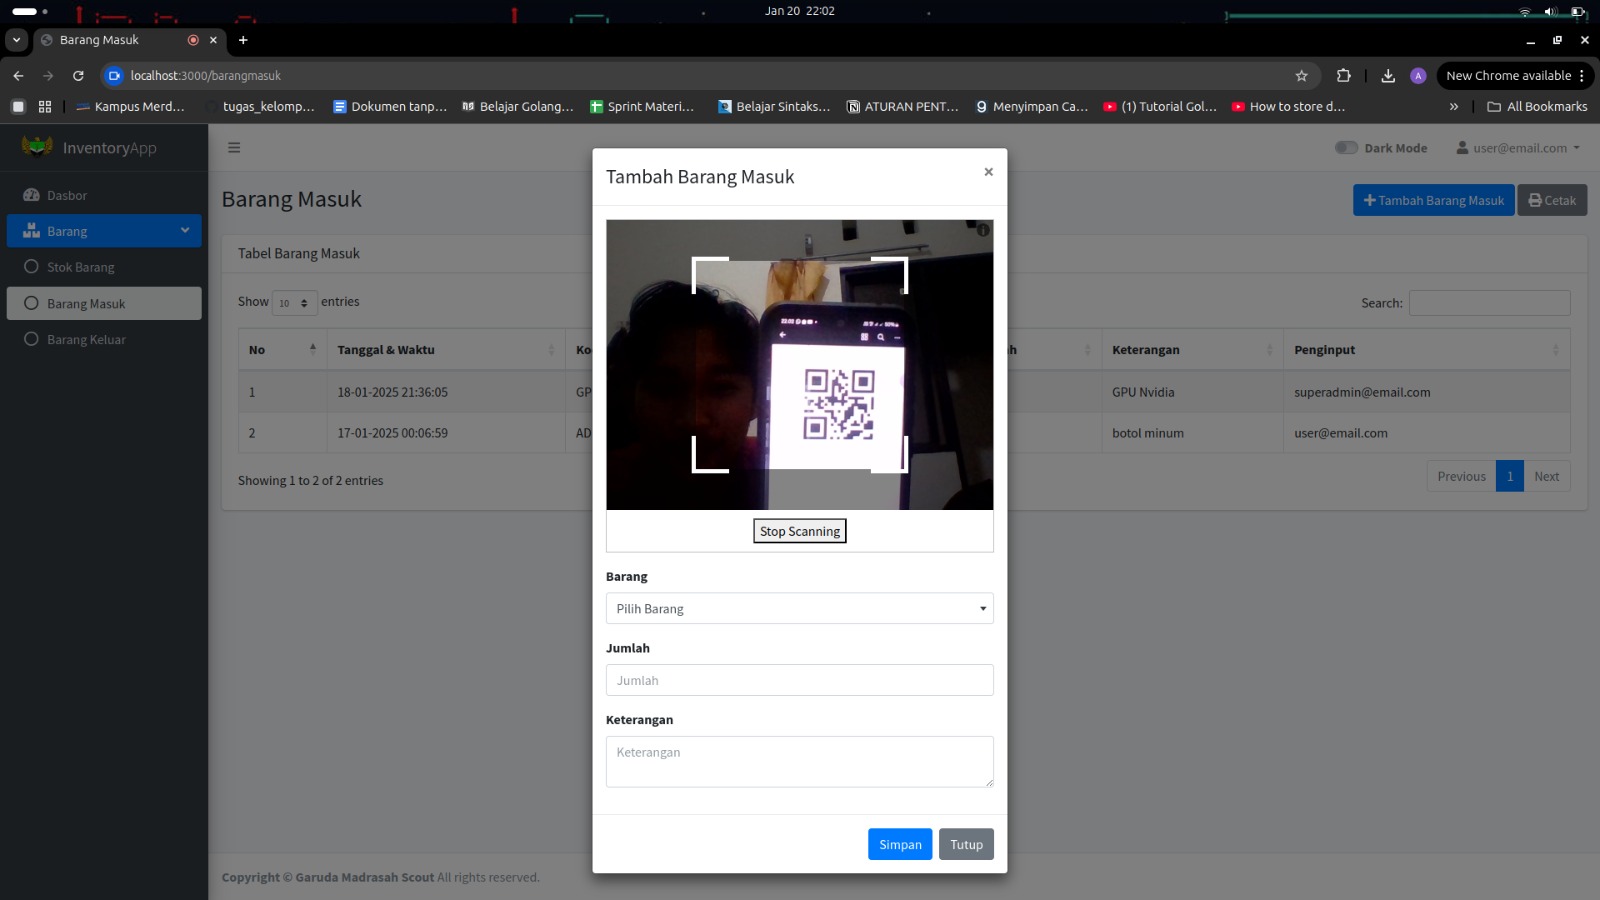 Jan 20 22:02
Barang Masuk
localhost:3000/barangmasuk
A
New Chrome available
Kampus Merd...
tugas_kelomp...
Dokumen tanp...
Belajar Golang...
Sprint Materi...
Belajar Sintaks...
ATURAN PENT...
Menyimpan Ca...
(1) Tutorial Gol...
How to store d...
All Bookmarks
InventoryApp
Dark Mode
user@email.com
Dasbor
Barang
Stok Barang
Barang Masuk
Barang Keluar
Barang Masuk
Tambah Barang Masuk
Cetak
Tabel Barang Masuk
Show 10 entries
Search:
No Tanggal & Waktu Ko h Keterangan Penginput
1 18-01-2025 21:36:05 GP GPU Nvidia superadmin@email.com
2 17-01-2025 00:06:59 AD botol minum user@email.com
Showing 1 to 2 of 2 entries
Previous 1 Next
Tambah Barang Masuk
×
Stop Scanning
Barang
Pilih Barang
Jumlah
Jumlah
Keterangan
Keterangan
Simpan
Tutup
Copyright © Garuda Madrasah Scout All rights reserved.